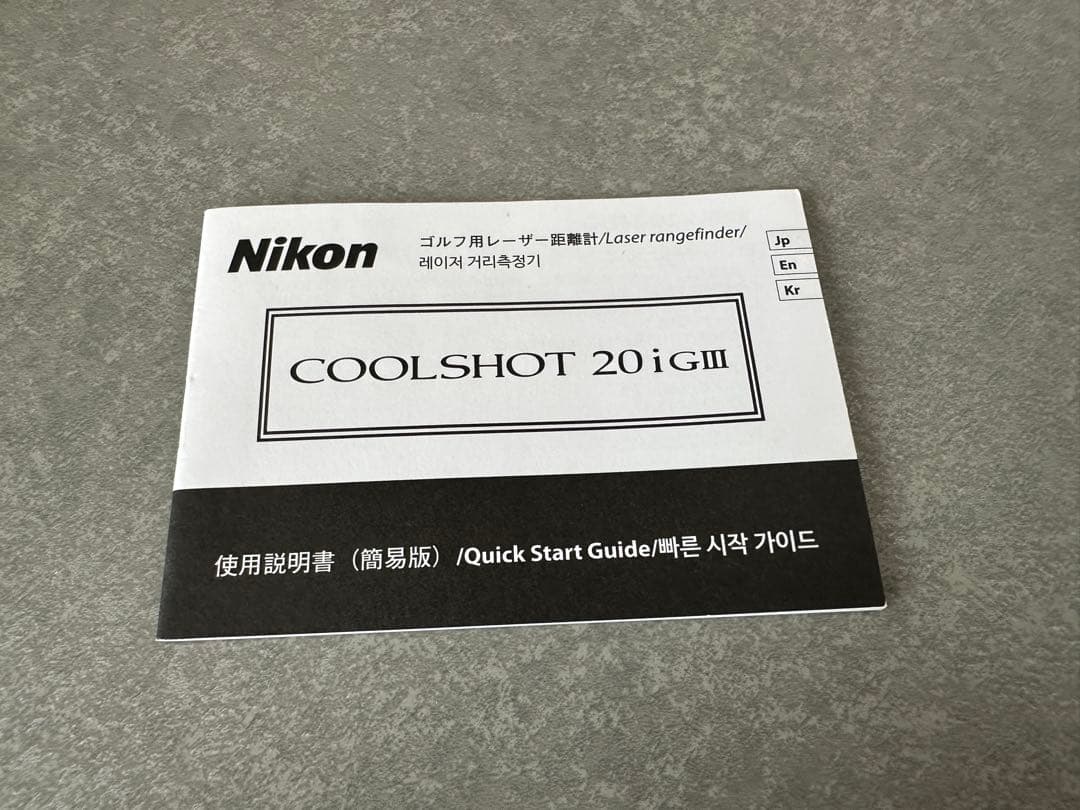 Nikon
ゴルフ用レーザー距離計/Laser rangefinder/
레이저 거리측정기
Jp
En
Kr
COOLSHOT 20 i GⅢ
使用説明書（簡易版）/Quick Start Guide/빠른 시작 가이드